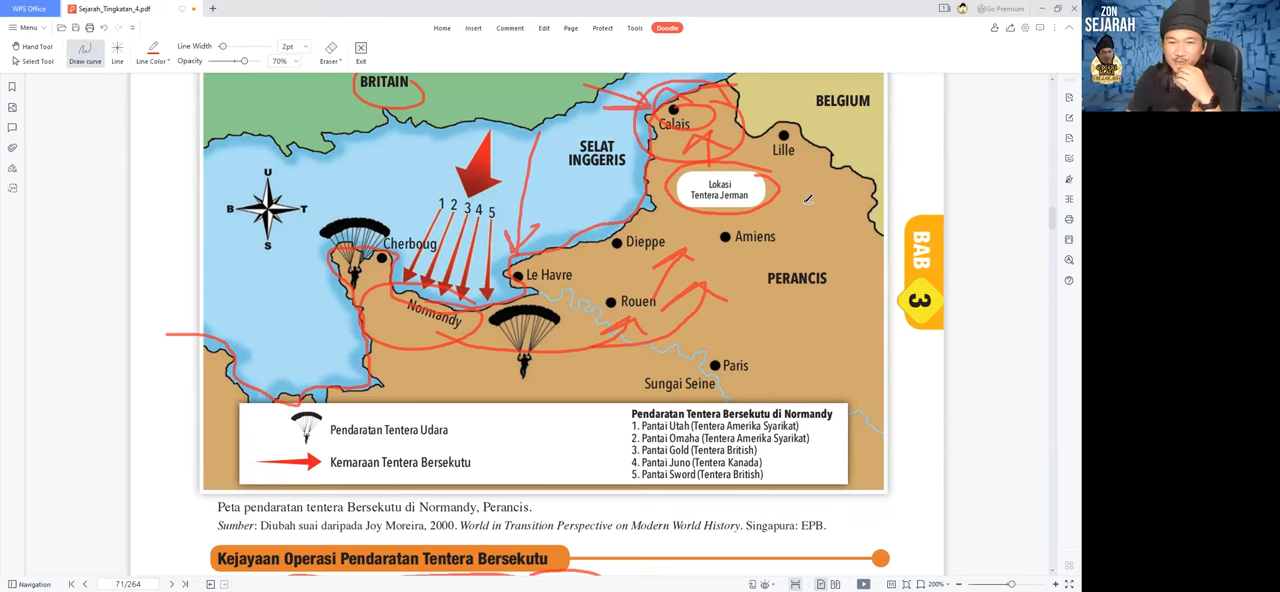 WPS Office
Sejarah_Tingkatan_4.pdf
Go Premium
Menu
Home
Insert
Comment
Edit
Page
Protect
Tools
Doodle
Hand Tool
Select Tool
Draw curve
Line
Line Color
Line Width
2pt
Opacity
70%
Eraser
Exit
ZON
SEJARAH
BRITAIN
BELGIUM
Calais
SELAT
INGGERIS
Lille
Lokasi
Tentera Jerman
U
B
T
S
1 2 3 4 5
Cherboug
Dieppe
Amiens
Le Havre
PERANCIS
Rouen
Normandy
Paris
Sungai Seine
BAB
3
Pendaratan Tentera Udara
Kemaraan Tentera Bersekutu
Pendaratan Tentera Bersekutu di Normandy
1. Pantai Utah (Tentera Amerika Syarikat)
2. Pantai Omaha (Tentera Amerika Syarikat)
3. Pantai Gold (Tentera British)
4. Pantai Juno (Tentera Kanada)
5. Pantai Sword (Tentera British)
Peta pendaratan tentera Bersekutu di Normandy, Perancis.
Sumber: Diubah suai daripada Joy Moreira, 2000. World in Transition Perspective on Modern World History. Singapura: EPB.
Kejayaan Operasi Pendaratan Tentera Bersekutu
Navigation
71/264
200%